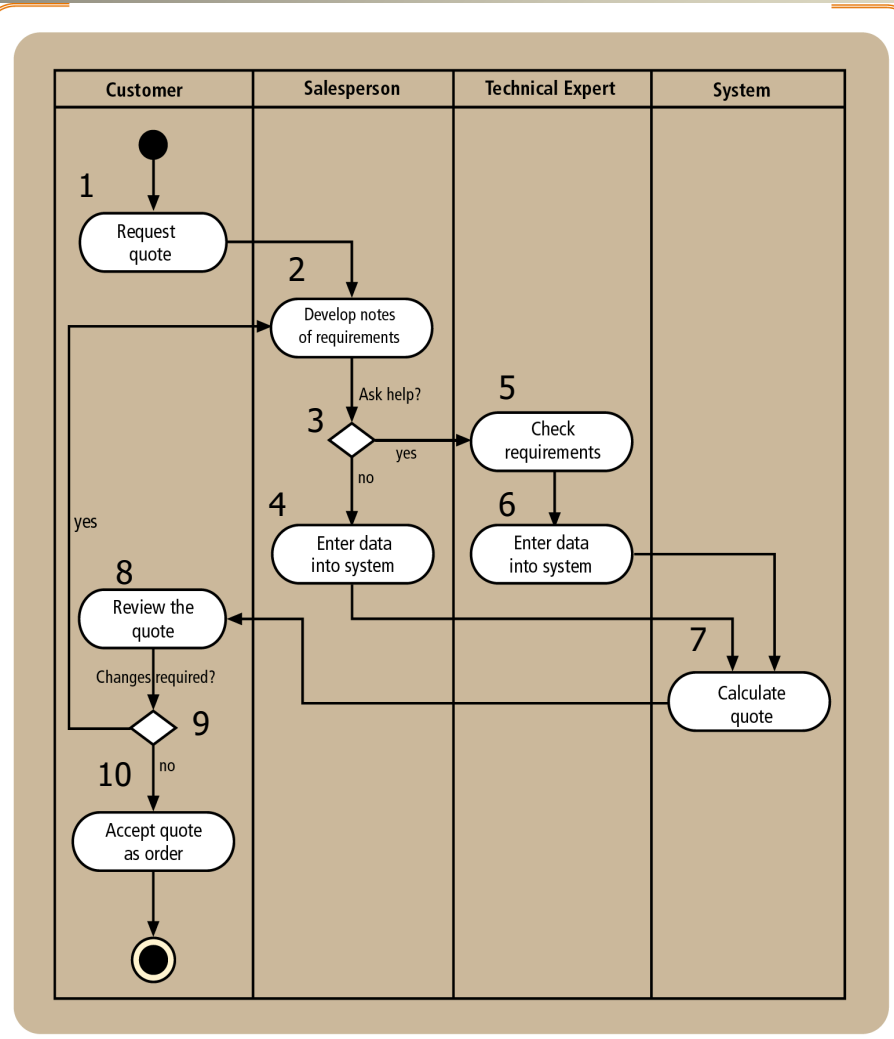 Customer
Salesperson
Technical Expert
System
1
Request
quote
2
Develop notes
of requirements
Ask help?
3
yes
no
5
Check
requirements
4
Enter data
into system
6
Enter data
into system
yes
8
Review the
quote
7
Calculate
quote
Changes required?
9
10
no
Accept quote
as order